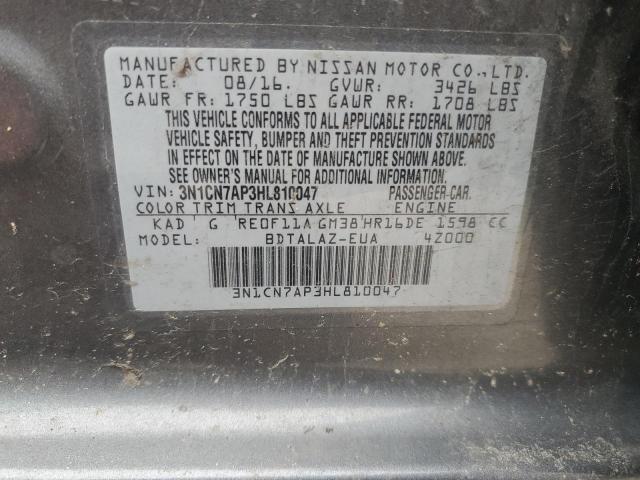 MANUFACTURED BY NISSAN MOTOR CO.,LTD.
DATE: 08/16. GVWR: 3426 LBS
GAWR FR: 1750 LBS GAWR RR: 1708 LBS
THIS VEHICLE CONFORMS TO ALL APPLICABLE FEDERAL MOTOR
VEHICLE SAFETY, BUMPER AND THEFT PREVENTION STANDARDS
IN EFFECT ON THE DATE OF MANUFACTURE SHOWN ABOVE.
SEE OWNER'S MANUAL FOR ADDITIONAL INFORMATION.
VIN: 3N1CN7AP3HL810047 PASSENGER-CAR.
COLOR TRIM TRANS AXLE ENGINE
KAD G RE0F11A GM38 HR16DE 1598 CC
MODEL: BDTALAZ-EUA 4Z000
3N1CN7AP3HL810047